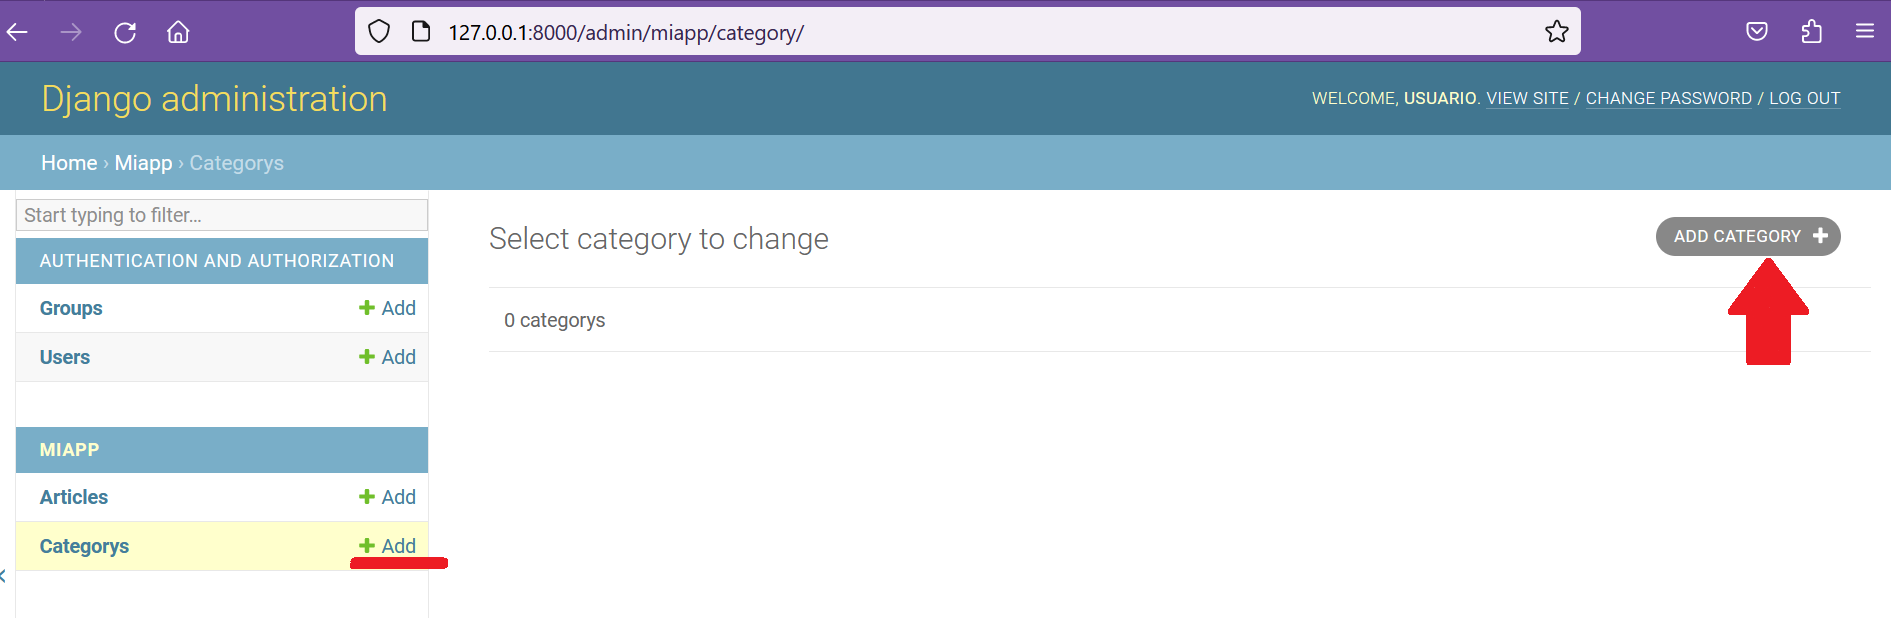 127.0.0.1:8000/admin/miapp/category/
Django administration
WELCOME, USUARIO. VIEW SITE / CHANGE PASSWORD / LOG OUT
Home › Miapp › Categorys
Start typing to filter...
AUTHENTICATION AND AUTHORIZATION
Groups + Add
Users + Add
MIAPP
Articles + Add
Categorys + Add
Select category to change
ADD CATEGORY +
0 categorys